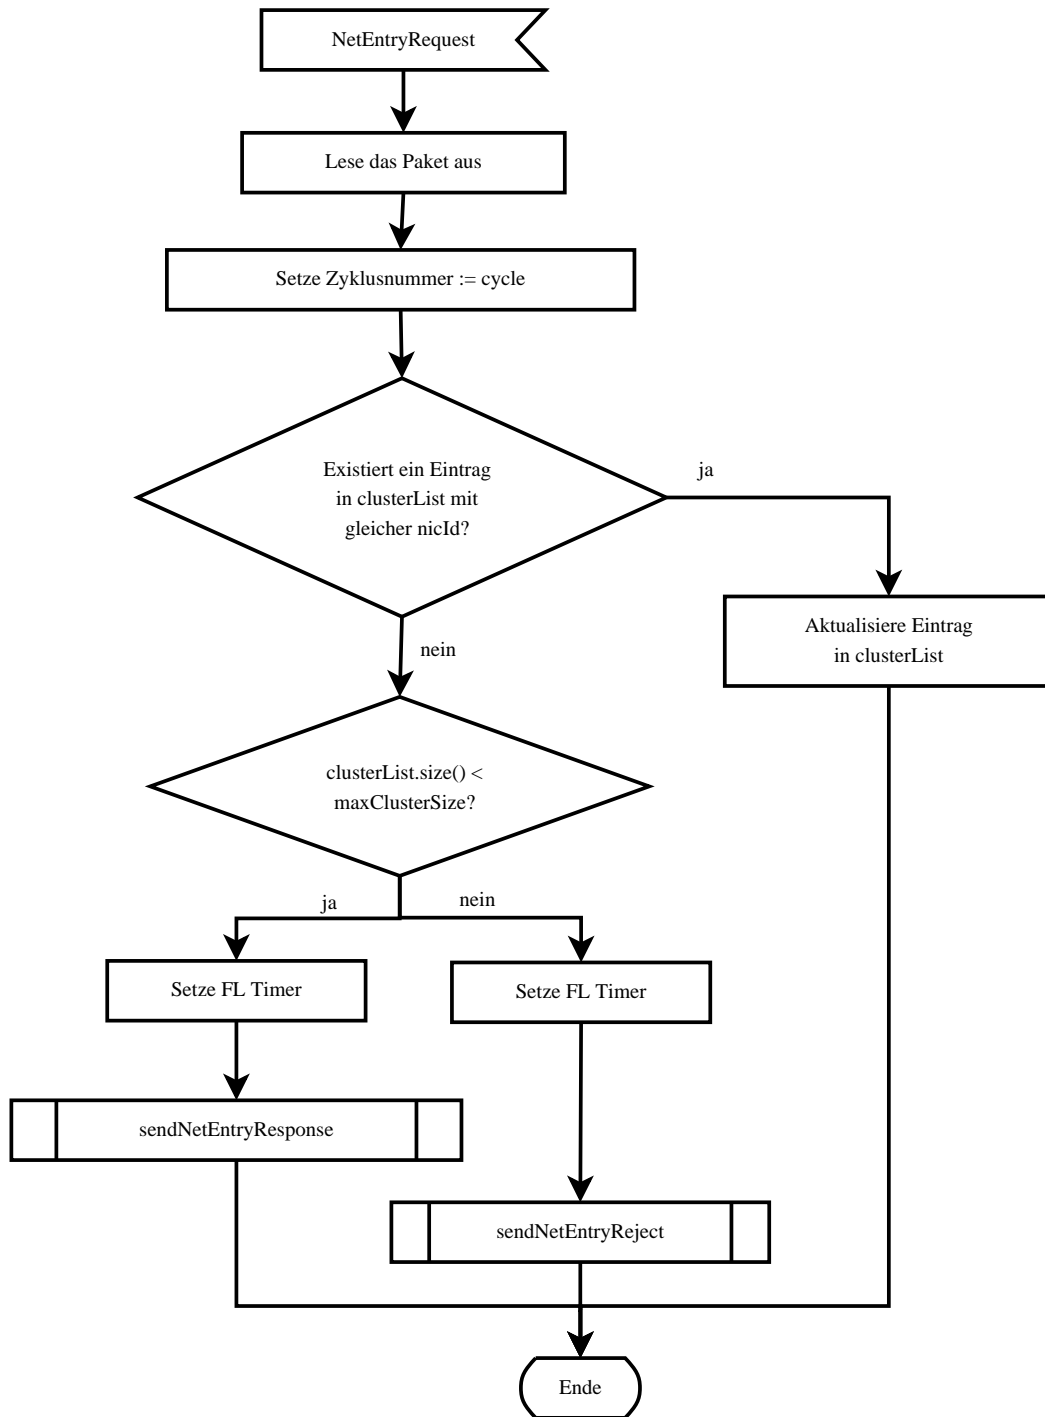 NetEntryRequest
Lese das Paket aus
Setze Zyklusnummer := cycle
Existiert ein Eintrag
in clusterList mit
gleicher nicId?
ja
Aktualisiere Eintrag
in clusterList
nein
clusterList.size() <
maxClusterSize?
ja
nein
Setze FL Timer
Setze FL Timer
sendNetEntryResponse
sendNetEntryReject
Ende